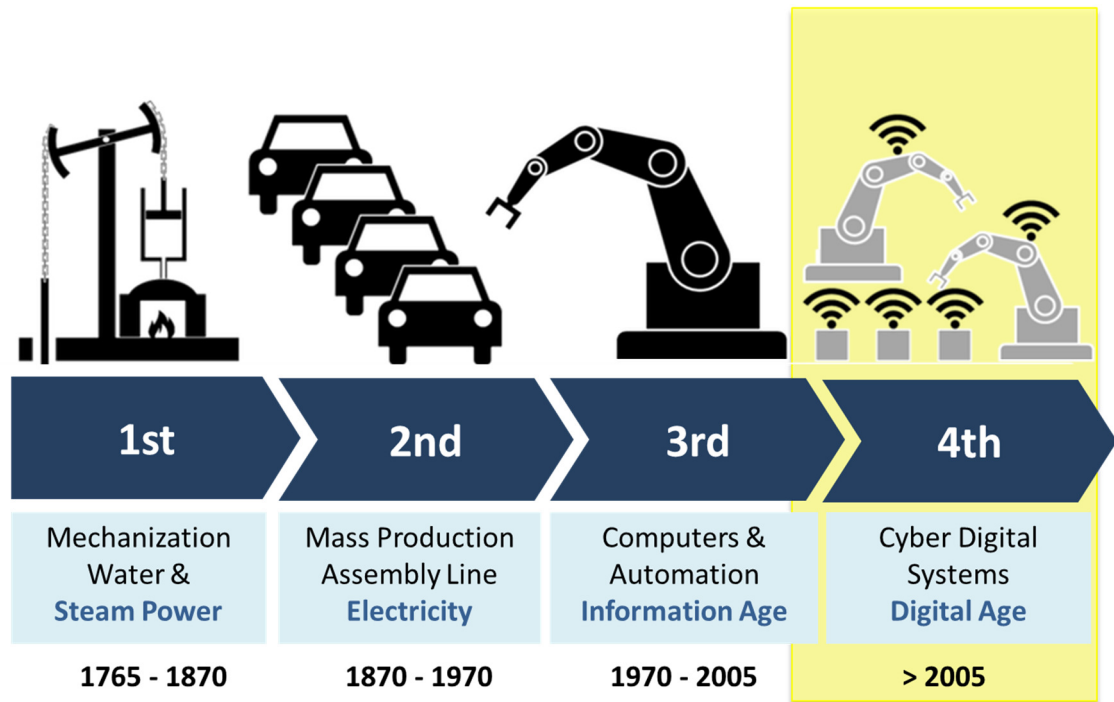 1st
2nd
3rd
4th
Mechanization
Water &
Steam Power
Mass Production
Assembly Line
Electricity
Computers &
Automation
Information Age
Cyber Digital
Systems
Digital Age
1765 - 1870
1870 - 1970
1970 - 2005
> 2005